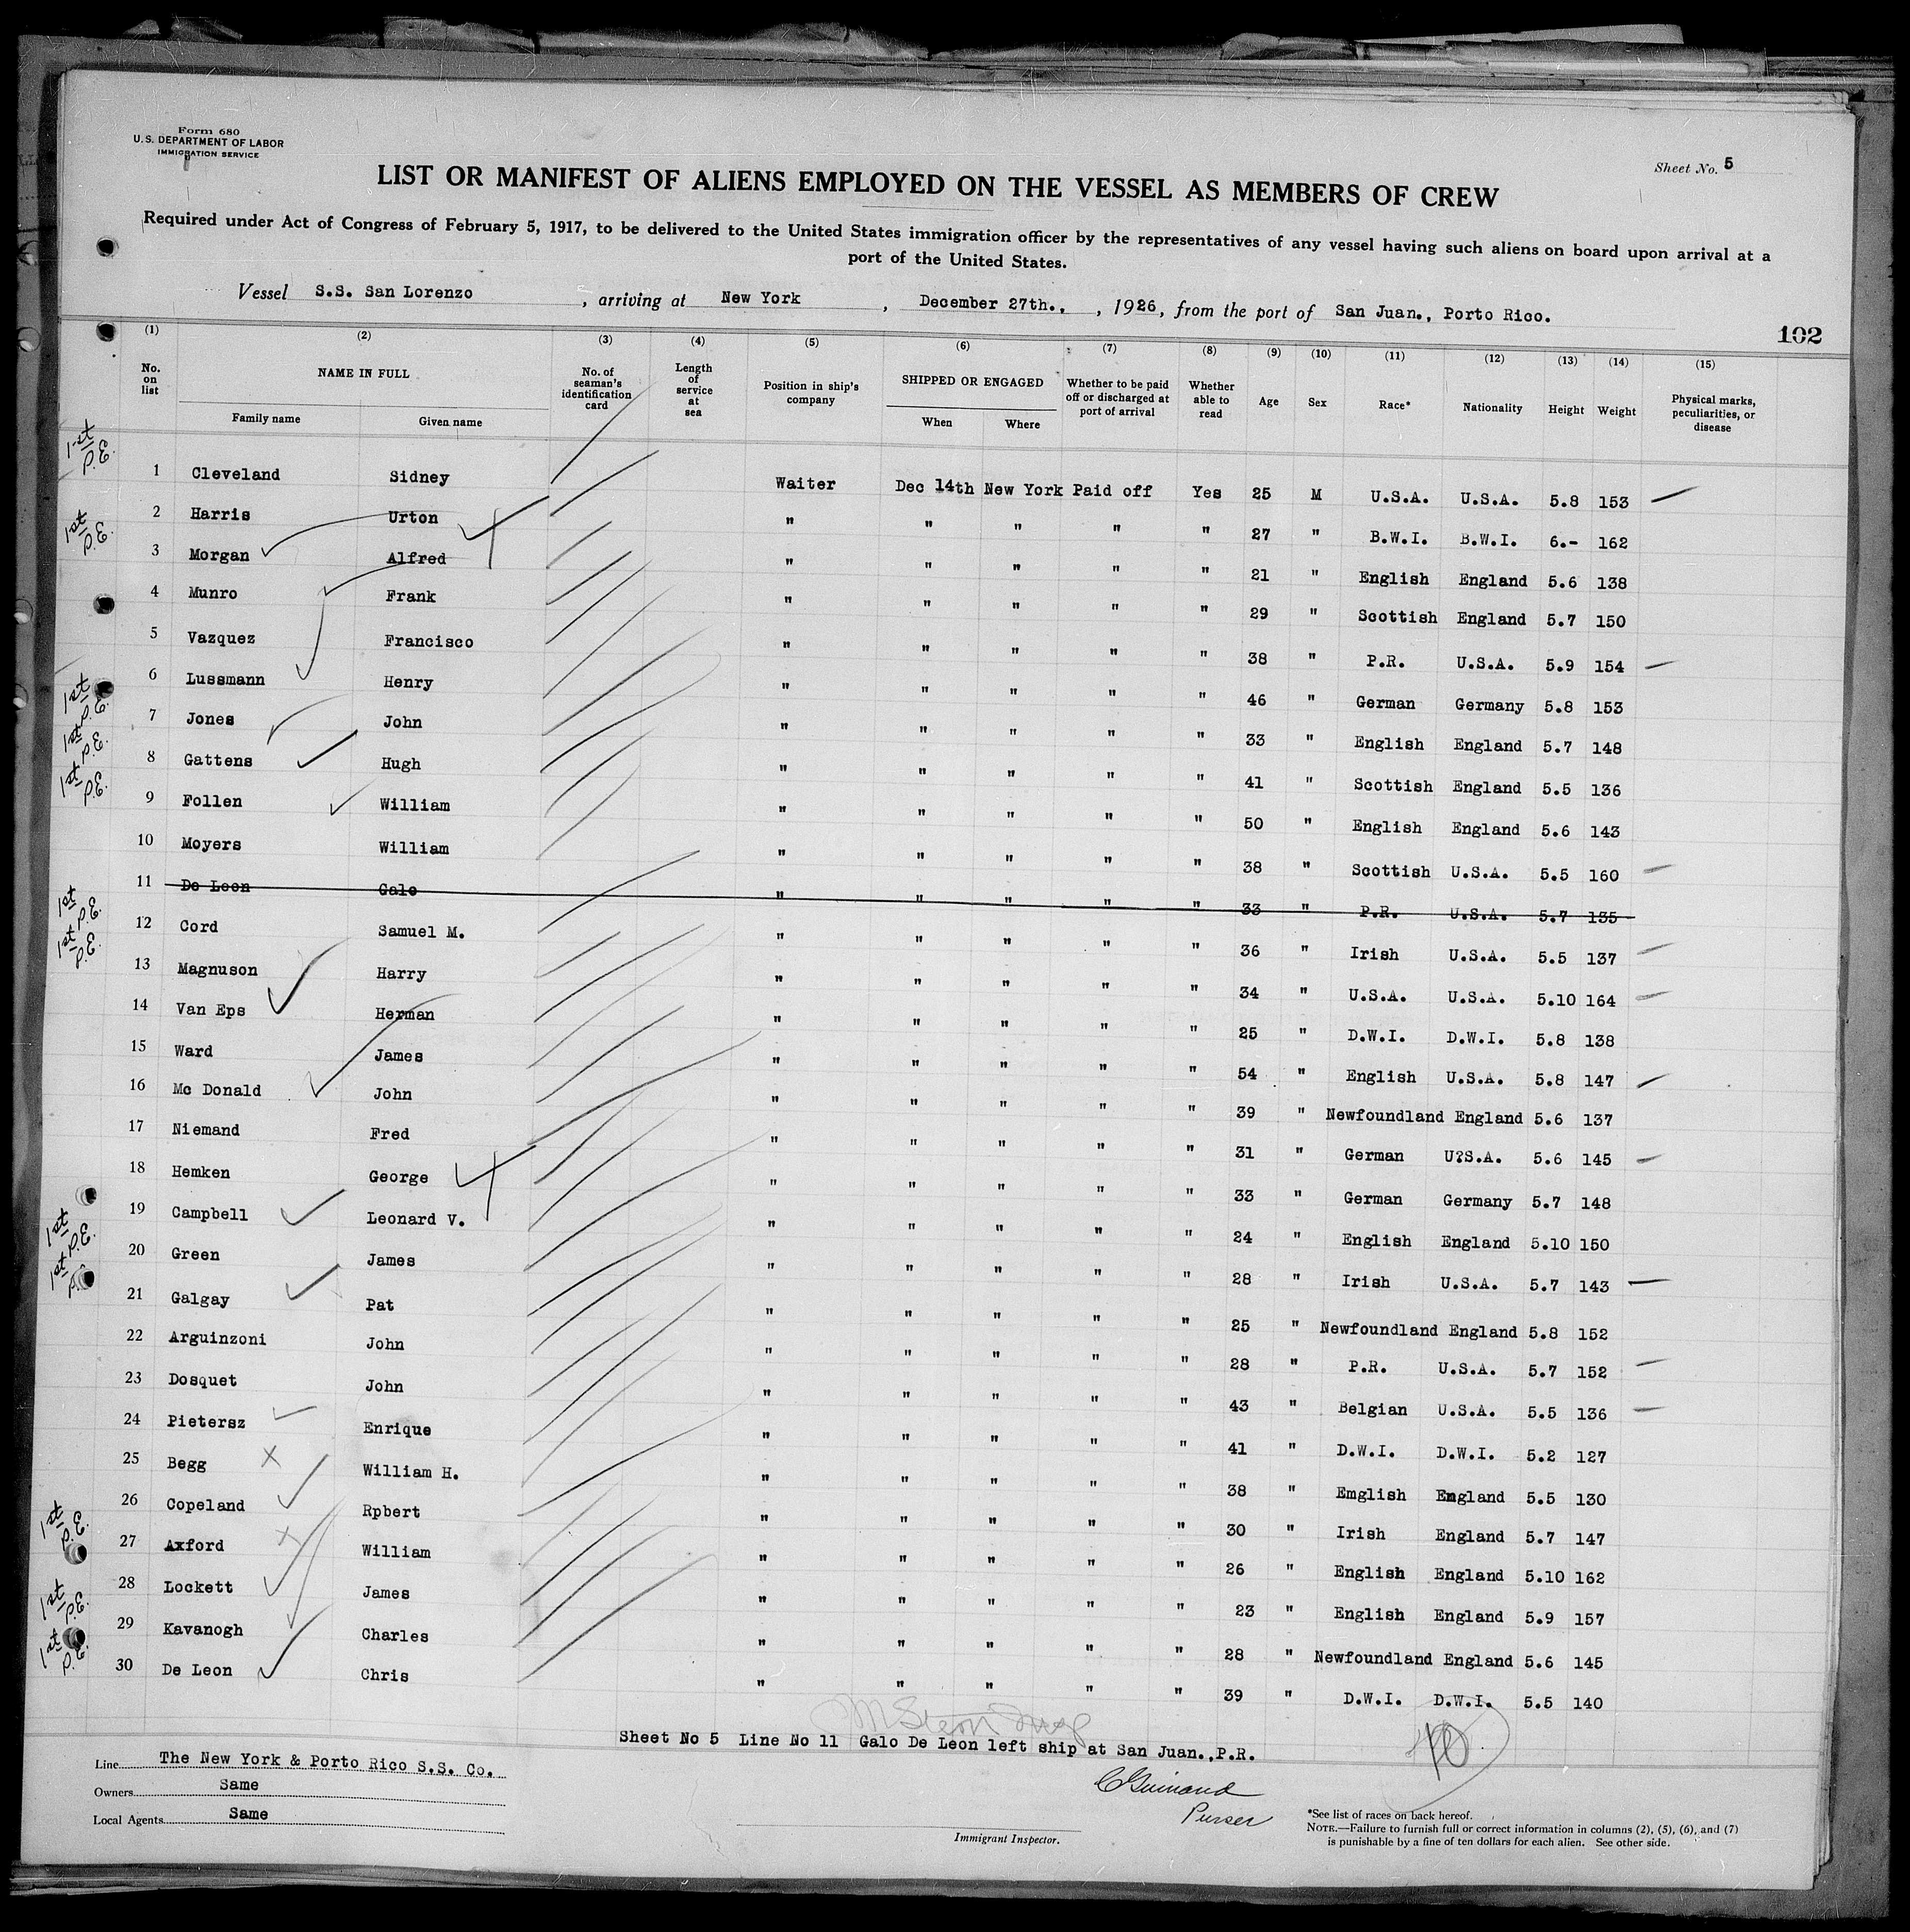 Form 680
U.S. DEPARTMENT OF LABOR
IMMIGRATION SERVICE
Sheet No. 5
LIST OR MANIFEST OF ALIENS EMPLOYED ON THE VESSEL AS MEMBERS OF CREW
Required under Act of Congress of February 5, 1917, to be delivered to the United States immigration officer by the representatives of any vessel having such aliens on board upon arrival at a
port of the United States.
Vessel S.S. San Lorenzo, arriving at New York, December 27th., , 1926, from the port of San Juan., Porto Rico.
102
(1) (2) (3) (4) (5) (6) (7) (8) (9) (10) (11) (12) (13) (14) (15)
No. on list NAME IN FULL No. of seaman's identification card Length of service at sea Position in ship's company SHIPPED OR ENGAGED Whether to be paid off or discharged at port of arrival Whether able to read Age Sex Race* Nationality Height Weight Physical marks, peculiarities, or disease
Family name Given name When Where
1st P.E. 1 Cleveland Sidney Waiter Dec 14th New York Paid off Yes 25 M U.S.A. U.S.A. 5.8 153
2 Harris Urton " " " " " 27 " B.W.I. B.W.I. 6.- 162
1st P.E. 3 Morgan Alfred " " " " " 21 " English England 5.6 138
4 Munro Frank " " " " " 29 " Scottish England 5.7 150
5 Vazquez Francisco " " " " " 38 " P.R. U.S.A. 5.9 154
6 Lussmann Henry " " " " " 46 " German Germany 5.8 153
1st P.E. 7 Jones John " " " " " 33 " English England 5.7 148
1st P.E. 8 Gattens Hugh " " " " " 41 " Scottish England 5.5 136
1st P.E. 9 Follen William " " " " " 50 " English England 5.6 143
10 Moyers William " " " " " 38 " Scottish U.S.A. 5.5 160
11 De Leon Galo " " " " " 33 " P.R. U.S.A. 5.7 135
1st P.E. 12 Cord Samuel M. " " " " " 36 " Irish U.S.A. 5.5 137
1st P.E. 13 Magnuson Harry " " " " " 34 " U.S.A. U.S.A. 5.10 164
14 Van Eps Herman " " " " " 25 " D.W.I. D.W.I. 5.8 138
15 Ward James " " " " " 54 " English U.S.A. 5.8 147
16 Mc Donald John " " " " " 39 " Newfoundland England 5.6 137
17 Niemand Fred " " " " " 31 " German U?S.A. 5.6 145
18 Hemken George " " " " " 33 " German Germany 5.7 148
19 Campbell Leonard V. " " " " " 24 " English England 5.10 150
1st P.E. 20 Green James " " " " " 28 " Irish U.S.A. 5.7 143
1st P.E. 21 Galgay Pat " " " " " 25 " Newfoundland England 5.8 152
22 Arguinzoni John " " " " " 28 " P.R. U.S.A. 5.7 152
23 Dosquet John " " " " " 43 " Belgian U.S.A. 5.5 136
24 Pietersz Enrique " " " " " 41 " D.W.I. D.W.I. 5.2 127
25 Begg William H. " " " " " 38 " Emglish England 5.5 130
26 Copeland Rpbert " " " " " 30 " Irish England 5.7 147
1st P.E. 27 Axford William " " " " " 26 " English England 5.10 162
28 Lockett James " " " " " 23 " English England 5.9 157
1st P.E. 29 Kavanogh Charles " " " " " 28 " Newfoundland England 5.6 145
1st P.E. 30 De Leon Chris " " " " " 39 " D.W.I. D.W.I. 5.5 140
Sheet No 5 Line No 11 Galo De Leon left ship at San Juan.,P.R.
10
Line The New York & Porto Rico S.S. Co.
Owners Same
Local Agents Same
C Guinand
Purser
Immigrant Inspector.
*See list of races on back hereof.
NOTE.—Failure to furnish full or correct information in columns (2), (5), (6), and (7)
is punishable by a fine of ten dollars for each alien. See other side.